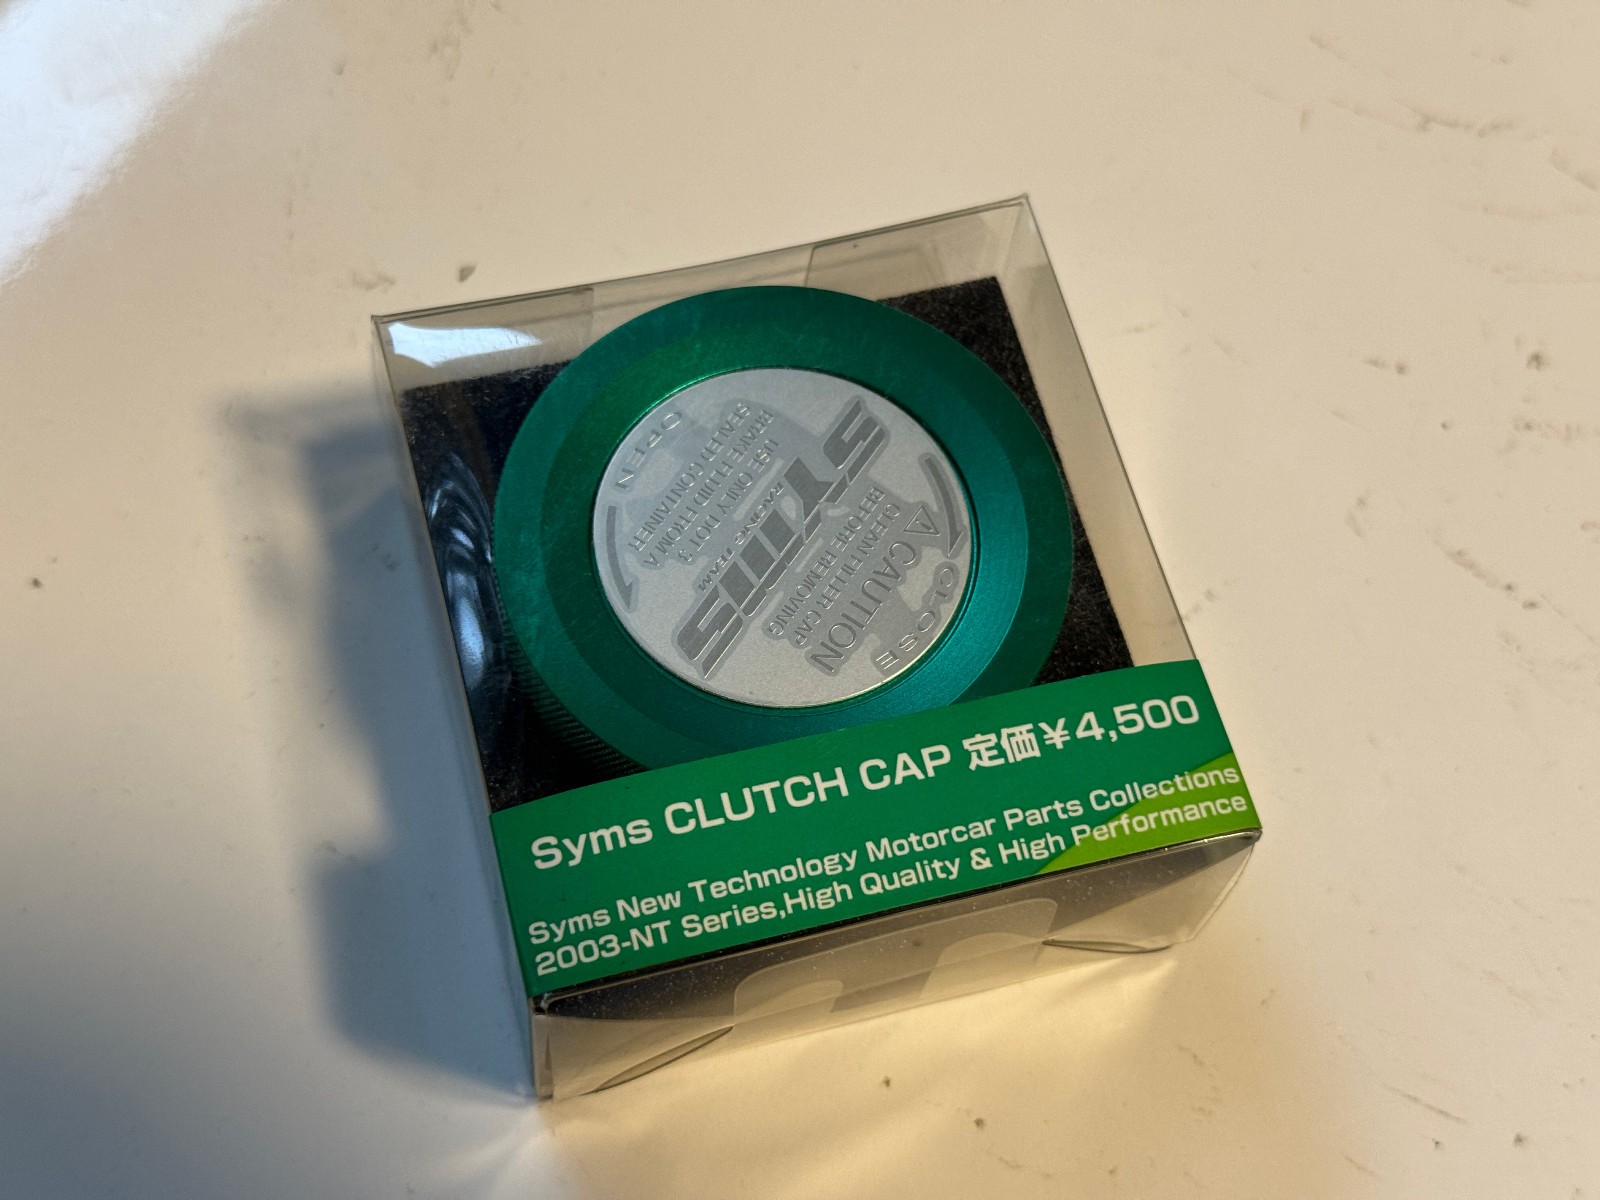 OPEN
SEALED CONTAINER
BRAKE FLUID FROM A
USE ONLY DOT 3
RACING TEAM
SYMS
BEFORE REMOVING
CLEAN FILLER CAP
CAUTION
CLOSE
Syms CLUTCH CAP 定価¥4,500
Syms New Technology Motorcar Parts Collections
2003-NT Series,High Quality & High Performance